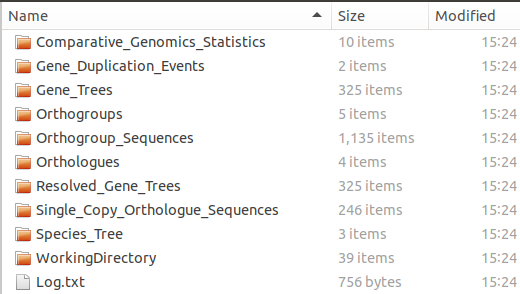 Name Size Modified
Comparative_Genomics_Statistics 10 items 15:24
Gene_Duplication_Events 2 items 15:24
Gene_Trees 325 items 15:24
Orthogroups 5 items 15:24
Orthogroup_Sequences 1,135 items 15:24
Orthologues 4 items 15:24
Resolved_Gene_Trees 325 items 15:24
Single_Copy_Orthologue_Sequences 246 items 15:24
Species_Tree 3 items 15:24
WorkingDirectory 39 items 15:24
Log.txt 756 bytes 15:24